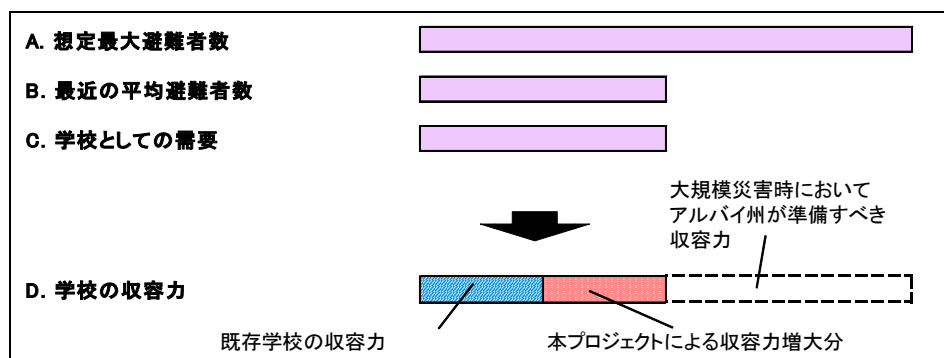 A. 想定最大避難者数
B. 最近の平均避難者数
C. 学校としての需要
大規模災害時において
アルバイ州が準備すべき
収容力
D. 学校の収容力
既存学校の収容力
本プロジェクトによる収容力増大分